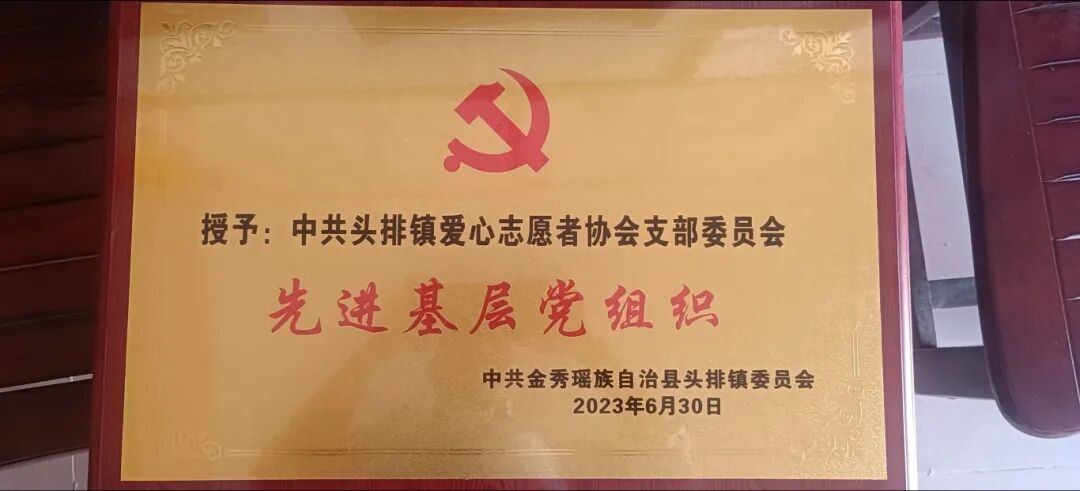 授予：中共头排镇爱心志愿者协会支部委员会
先进基层党组织
中共金秀瑶族自治县头排镇委员会
2023年6月30日